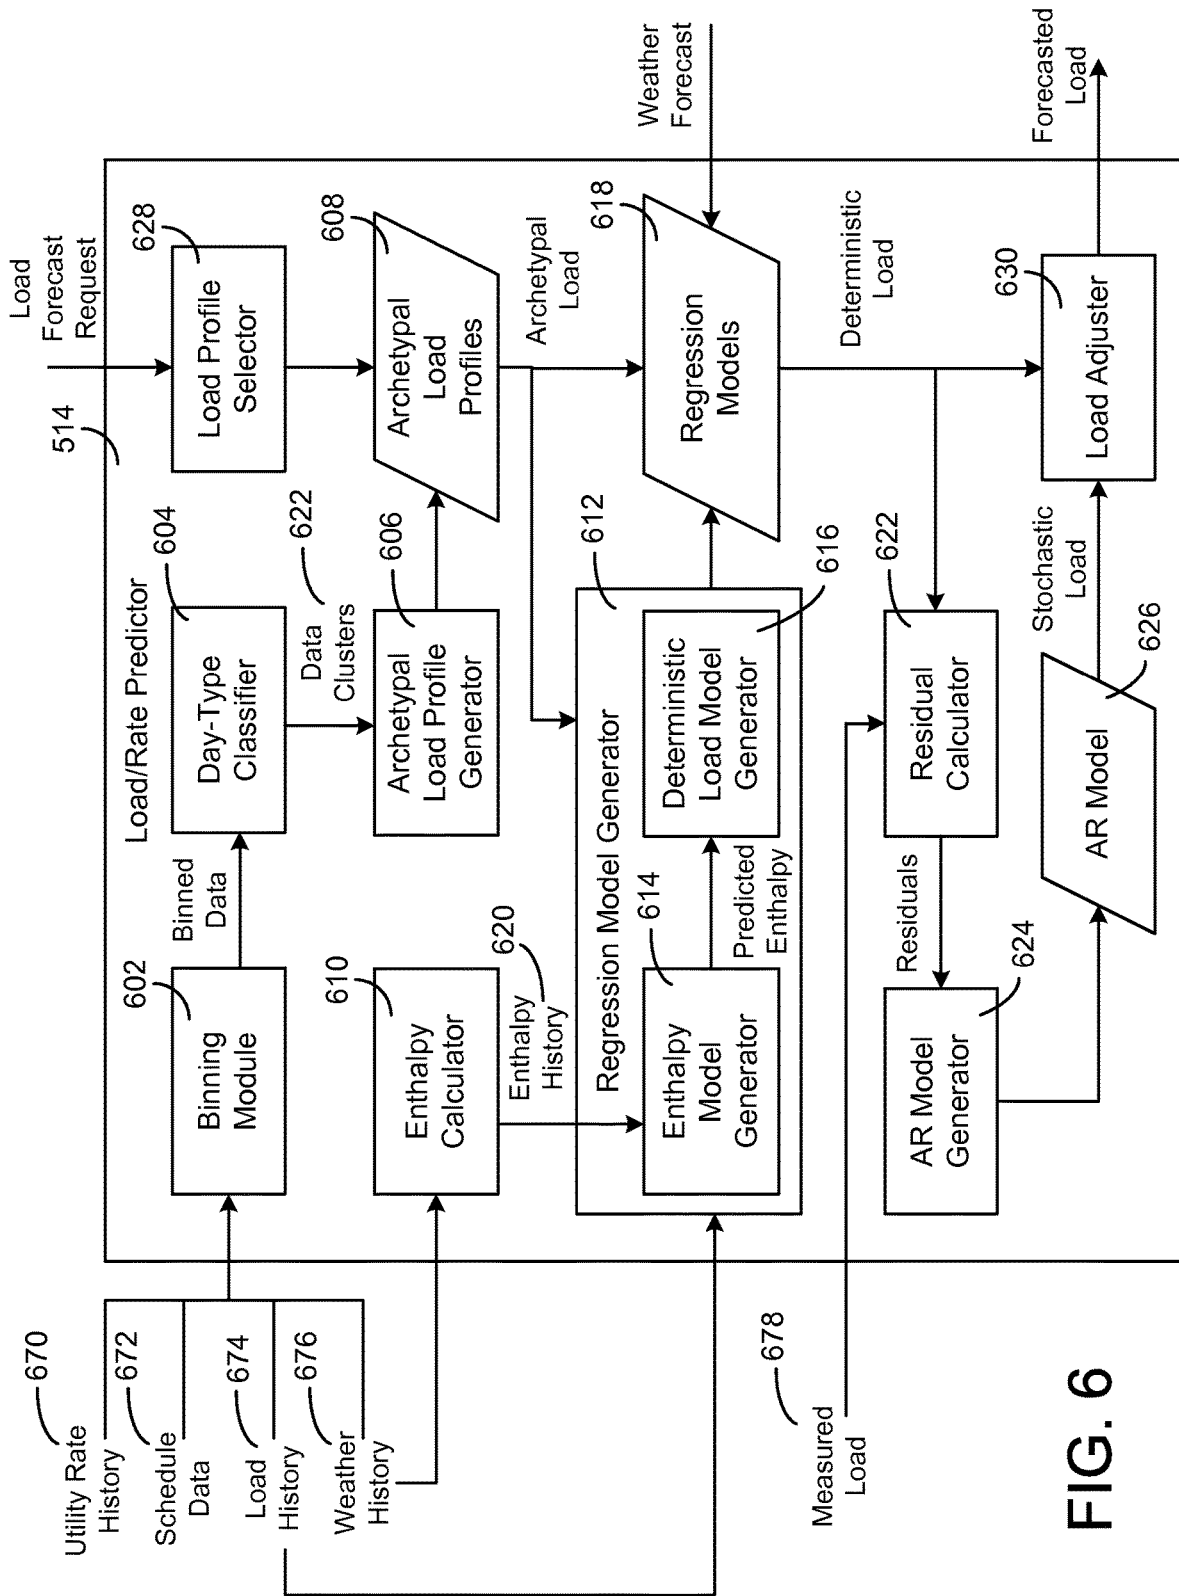 Load
Forecast
Request
514
Load/Rate Predictor
670
Utility Rate
History
672
Schedule
Data
674
Load
History
676
Weather
History
602
Binning
Module
Binned
Data
604
Day-Type
Classifier
628
Load Profile
Selector
622
Data
Clusters
610
Enthalpy
Calculator
606
Archetypal
Load Profile
Generator
608
Archetypal
Load
Profiles
Enthalpy
History
620
Archetypal
Load
Weather
Forecast
612
Regression Model Generator
614
Enthalpy
Model
Generator
Predicted
Enthalpy
616
Deterministic
Load Model
Generator
618
Regression
Models
Deterministic
Load
678
Measured
Load
622
Residual
Calculator
Residuals
624
AR Model
Generator
626
AR Model
Stochastic
Load
630
Load Adjuster
Forecasted
Load
FIG. 6